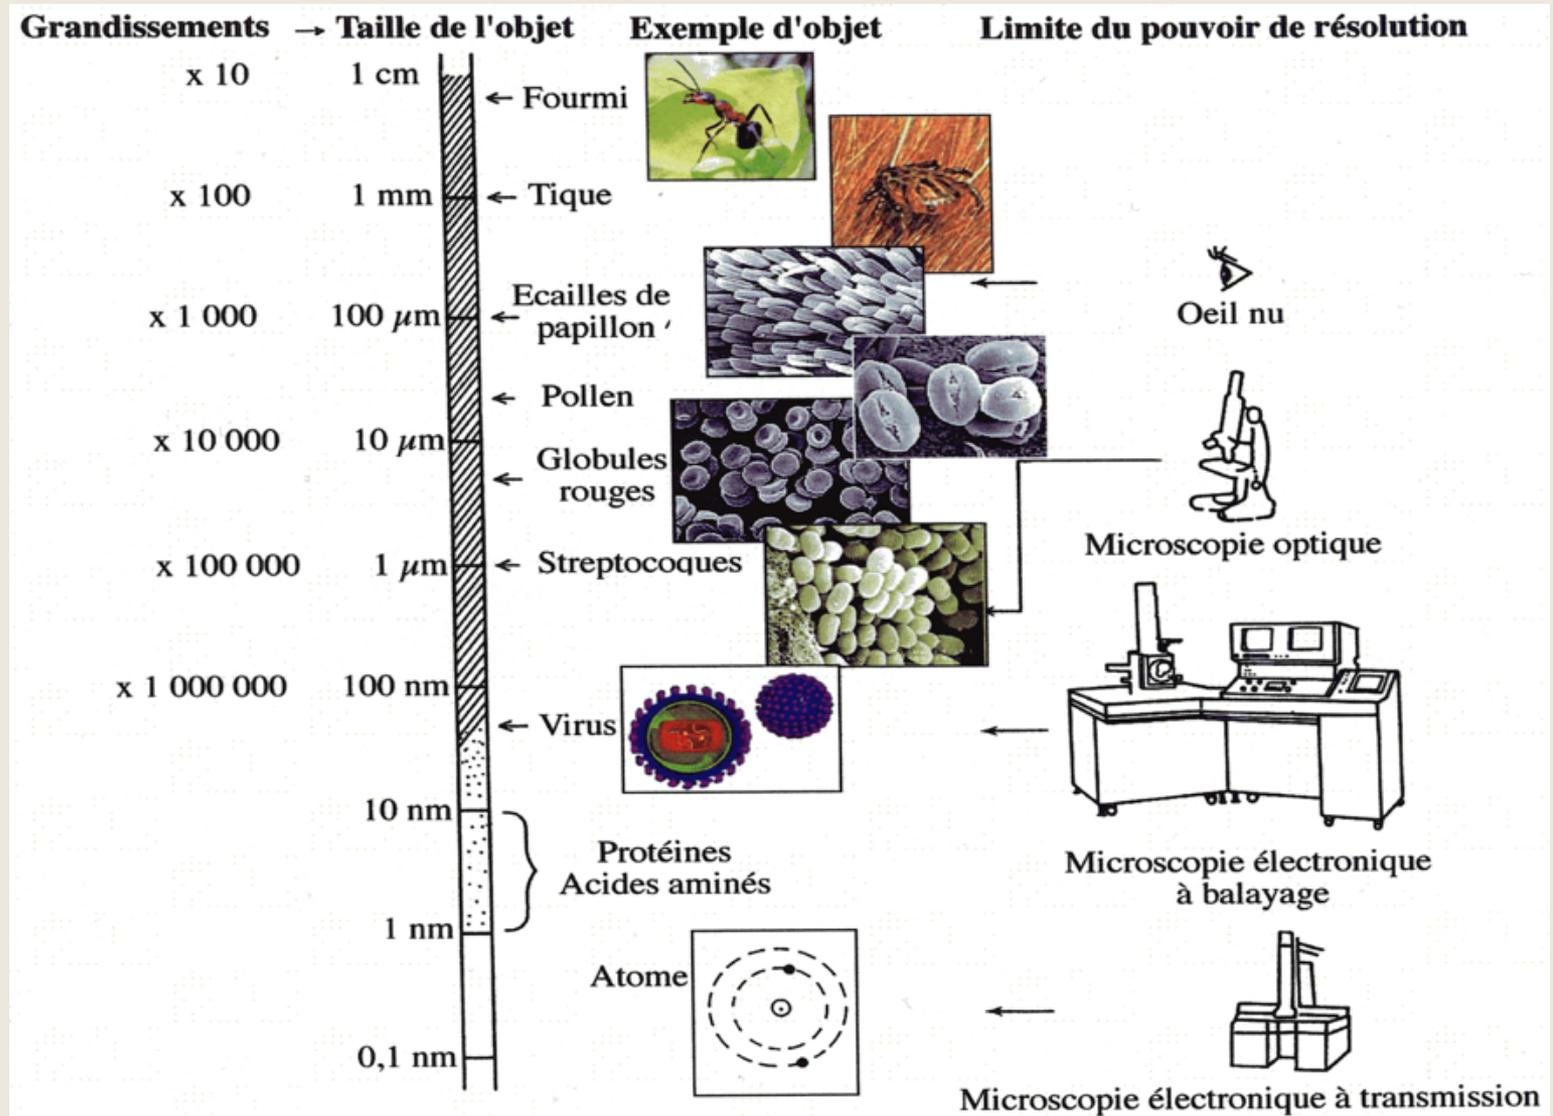 Grandissements → Taille de l'objet Exemple d'objet Limite du pouvoir de résolution
x 10 1 cm
← Fourmi
x 100 1 mm ← Tique
Ecailles de
x 1 000 100 µm ← papillon
Oeil nu
← Pollen
x 10 000 10 µm
Globules
← rouges
Microscopie optique
x 100 000 1 µm ← Streptocoques
x 1 000 000 100 nm
← Virus
10 nm
Protéines
Acides aminés
Microscopie électronique
à balayage
1 nm
Atome
0,1 nm
Microscopie électronique à transmission